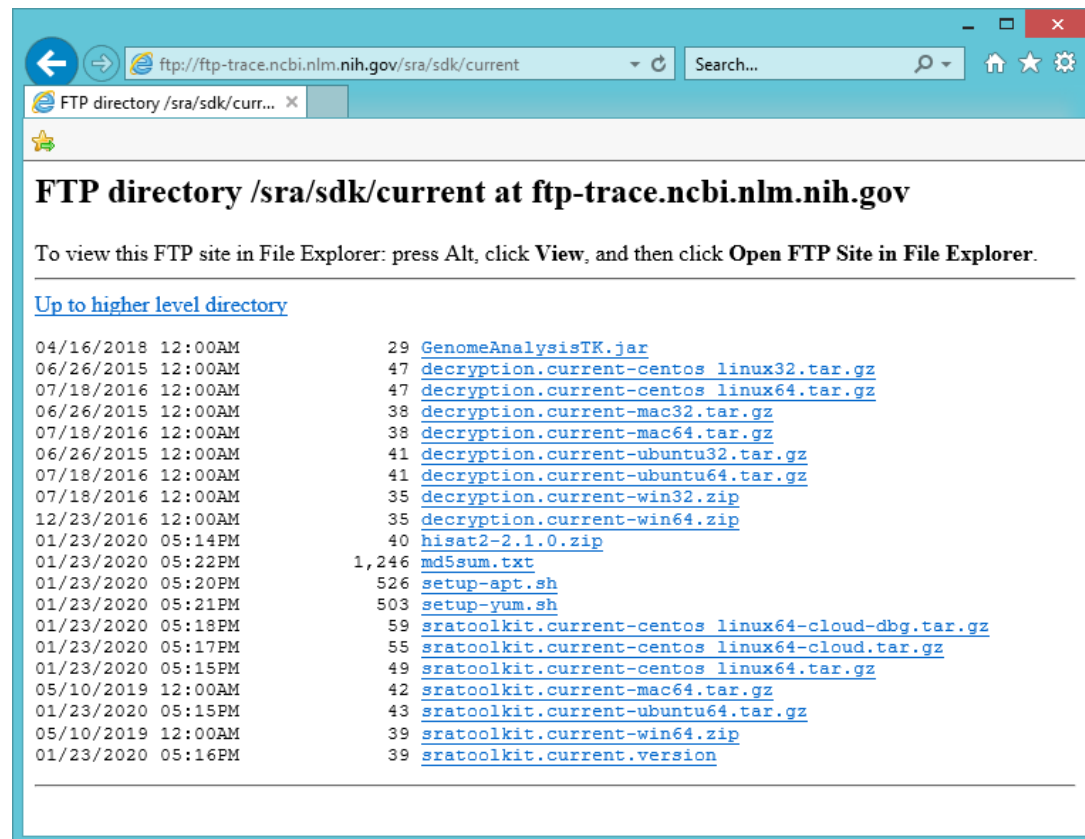 ftp://ftp-trace.ncbi.nlm.nih.gov/sra/sdk/current
Search...
FTP directory /sra/sdk/curr...
FTP directory /sra/sdk/current at ftp-trace.ncbi.nlm.nih.gov
To view this FTP site in File Explorer: press Alt, click View, and then click Open FTP Site in File Explorer.
Up to higher level directory
04/16/2018 12:00AM 29 GenomeAnalysisTK.jar
06/26/2015 12:00AM 47 decryption.current-centos_linux32.tar.gz
07/18/2016 12:00AM 47 decryption.current-centos_linux64.tar.gz
06/26/2015 12:00AM 38 decryption.current-mac32.tar.gz
07/18/2016 12:00AM 38 decryption.current-mac64.tar.gz
06/26/2015 12:00AM 41 decryption.current-ubuntu32.tar.gz
07/18/2016 12:00AM 41 decryption.current-ubuntu64.tar.gz
07/18/2016 12:00AM 35 decryption.current-win32.zip
12/23/2016 12:00AM 35 decryption.current-win64.zip
01/23/2020 05:14PM 40 hisat2-2.1.0.zip
01/23/2020 05:22PM 1,246 md5sum.txt
01/23/2020 05:20PM 526 setup-apt.sh
01/23/2020 05:21PM 503 setup-yum.sh
01/23/2020 05:18PM 59 sratoolkit.current-centos_linux64-cloud-dbg.tar.gz
01/23/2020 05:17PM 55 sratoolkit.current-centos_linux64-cloud.tar.gz
01/23/2020 05:15PM 49 sratoolkit.current-centos_linux64.tar.gz
05/10/2019 12:00AM 42 sratoolkit.current-mac64.tar.gz
01/23/2020 05:15PM 43 sratoolkit.current-ubuntu64.tar.gz
05/10/2019 12:00AM 39 sratoolkit.current-win64.zip
01/23/2020 05:16PM 39 sratoolkit.current.version